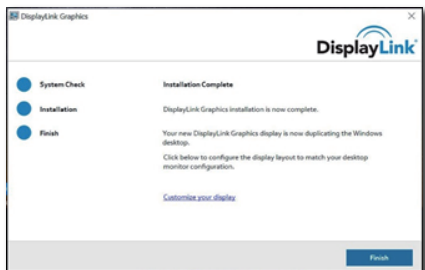 DisplayLink Graphics
DisplayLink
System Check
Installation
Finish
Installation Complete
DisplayLink Graphics installation is now complete.
Your new DisplayLink Graphics display is now duplicating the Windows
desktop.
Click below to configure the display layout to match your desktop
monitor configuration.
Customize your display
Finish